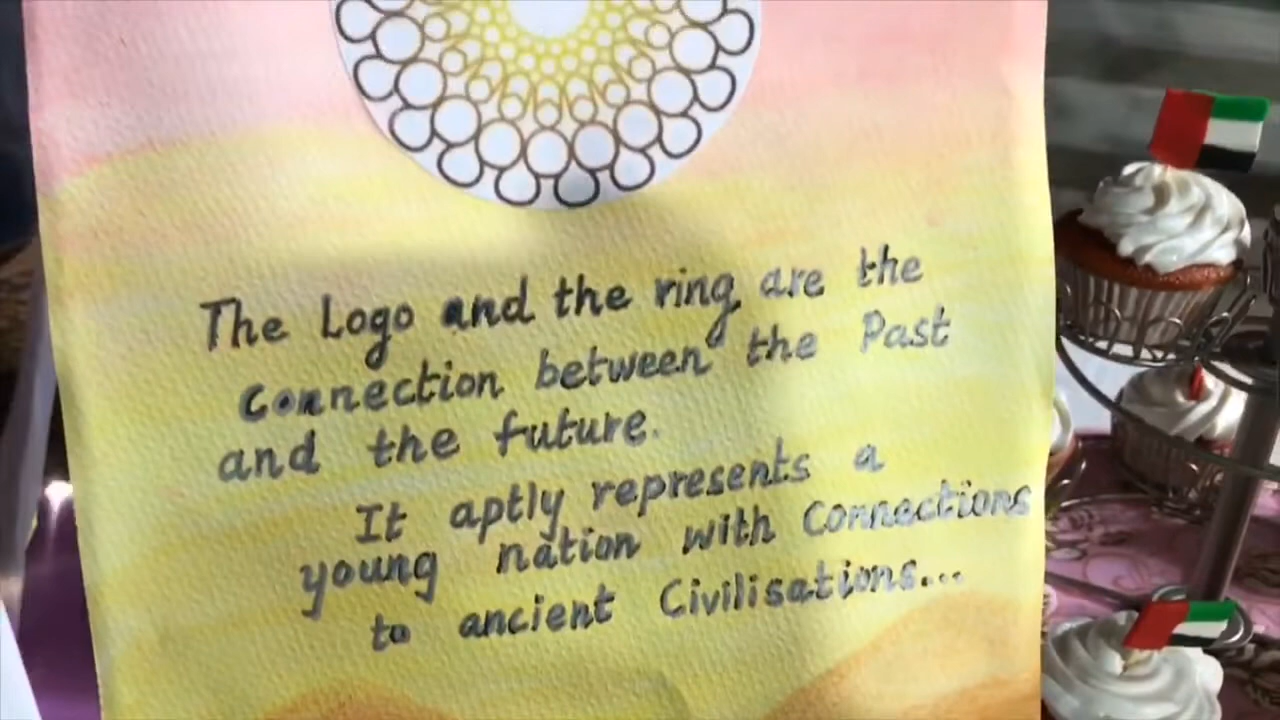 The Logo and the ring are the
Connection between the Past
and the future.
It aptly represents a
young nation with Connections
to ancient Civilisations...